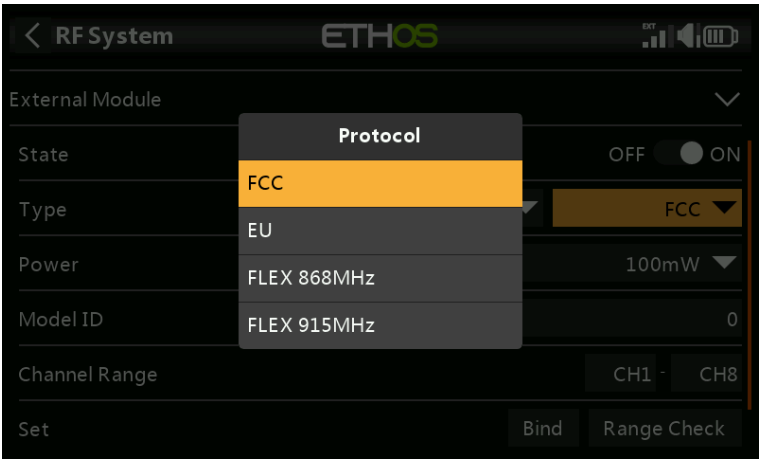 RF System ETHOS EXT
External Module
Protocol
State OFF ON
FCC
Type FCC
EU
Power 100mW
FLEX 868MHz
Model ID 0
FLEX 915MHz
Channel Range CH1 - CH8
Set Bind Range Check